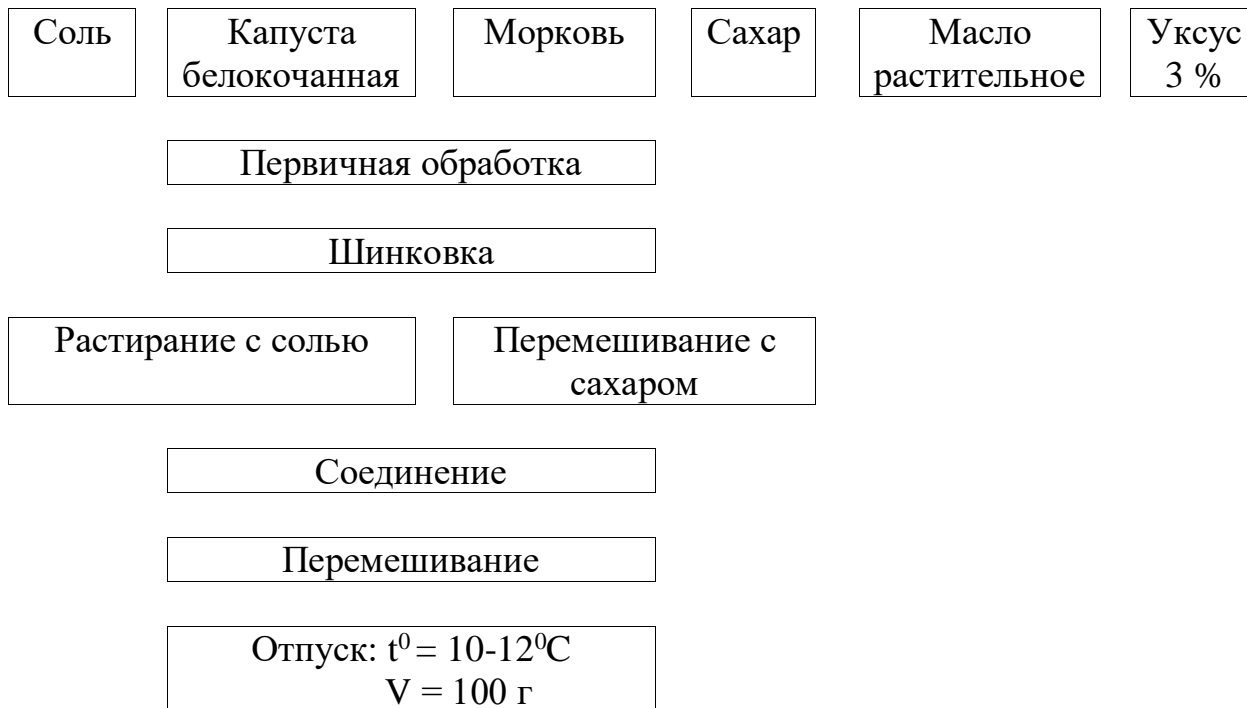 Соль
Капуста
белокочанная
Морковь
Сахар
Масло
растительное
Уксус
3 %
Первичная обработка
Шинковка
Растирание с солью
Перемешивание с
сахаром
Соединение
Перемешивание
Отпуск: t⁰ = 10-12⁰С
V = 100 г